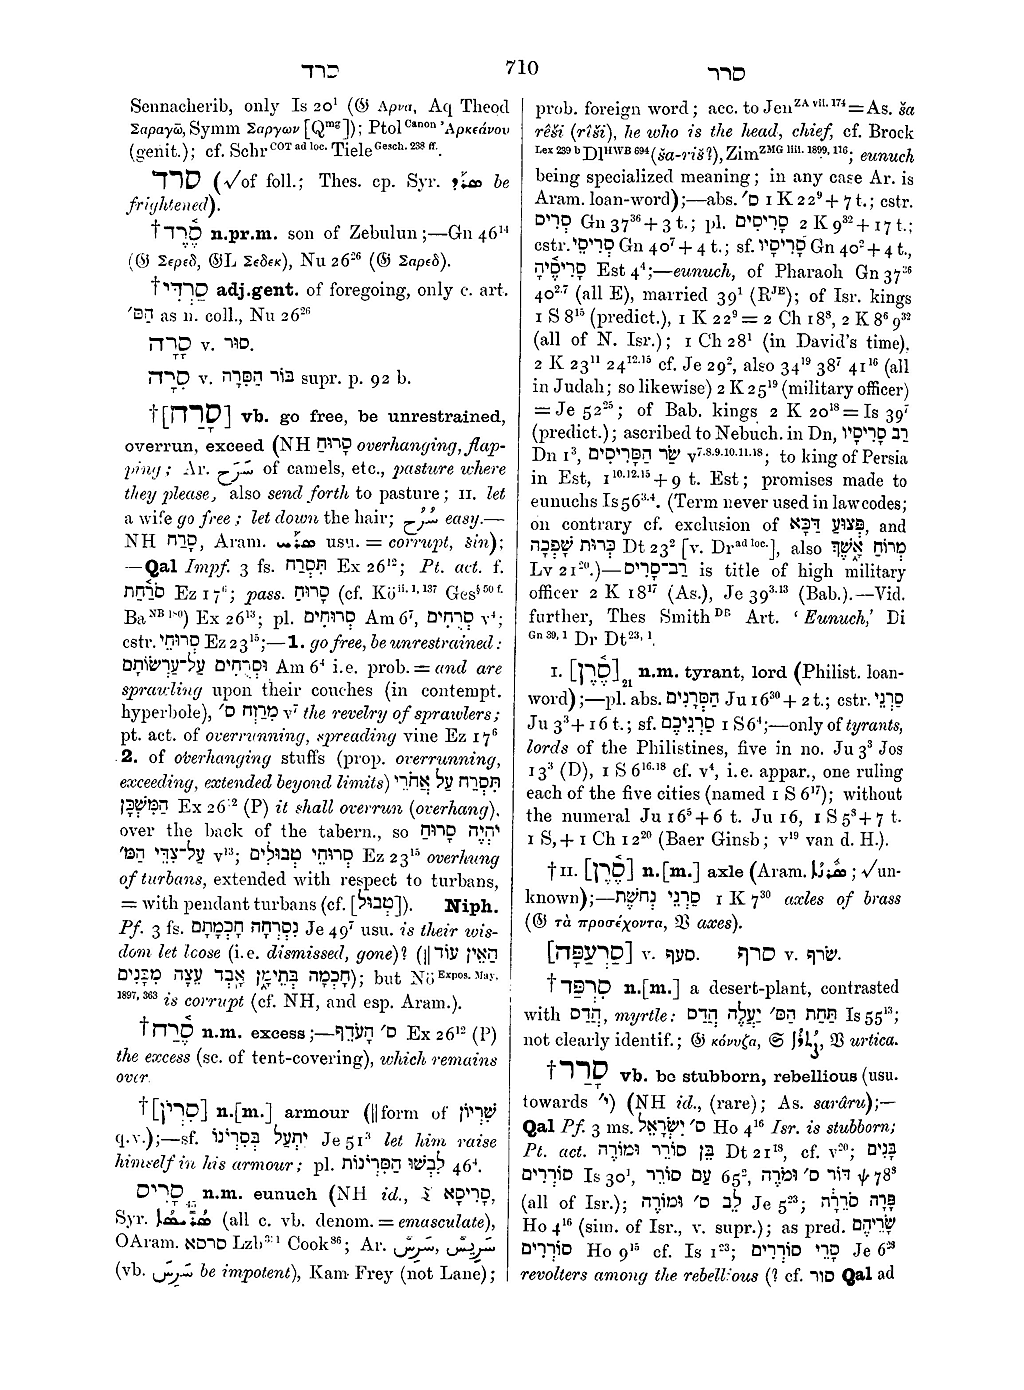 סרד 710 סרר
Sennacherib, only Is 20¹ (𝔊 Αρνα, Aq Theod
Σαραγῶ, Symm Σαργων [Qᵐᵍ]); Ptol Canon ’Αρκεάνου
(genit.); cf. Schr COT ad loc. Tiele Gesch. 238 ff.
סרד (√of foll.; Thes. cp. Syr. be
frightened).
†סֶ֫רֶד n.pr.m. son of Zebulun;—Gn 46¹⁴
(𝔊 Σερεδ, 𝔊L Σεδεκ), Nu 26²⁶ (𝔊 Σαρεδ).
†סַרְדִּי adj.gent. of foregoing, only c. art.
הַסּ׳ as n. coll., Nu 26²⁶
סָרָה v. סור.
סָרָה v. בּוֹר הַסִּרָה supr. p. 92 b.
†[סָרַח] vb. go free, be unrestrained,
overrun, exceed (NH סָרוּחַ overhanging, flap-
ping; Ar. سَرَحَ of camels, etc., pasture where
they please, also send forth to pasture; II. let
a wife go free; let down the hair; easy.—
NH סָרַח, Aram. usu. = corrupt, sin);
—Qal Impf. 3 fs. תִּסְרַח Ex 26¹²; Pt. act. f.
סֹרַ֫חַת Ez 17⁶; pass. סָרוּחַ (cf. Kö ii. 1, 137 Ges § 50 f.
Ba NB 180) Ex 26¹³; pl. סְרוּחִים Am 6⁷, סְרֻחִים v⁴;
cstr. סְרוּחֵי Ez 23¹⁵;—1. go free, be unrestrained:
וּסְרֻחִים עַל־עַרְשׂוֹתָם Am 6⁴ i.e. prob. = and are
sprawling upon their couches (in contempt.
hyperbole), מִרְזַח ס׳ v⁷ the revelry of sprawlers;
pt. act. of overrunning, spreading vine Ez 17⁶
2. of overhanging stuffs (prop. overrunning,
exceeding, extended beyond limits) תִּסְרַח עַל אֲחֹרֵי
הַמִּשְׁכָּן Ex 26¹² (P) it shall overrun (overhang),
over the back of the tabern., so יִהְיֶה סָרוּחַ
עַל־צִדֵּי הַמּ׳ v¹³; סְרוּחֵי טְבוּלִים Ez 23¹⁵ overhung
of turbans, extended with respect to turbans,
= with pendant turbans (cf. [טְבוּל]). Niph.
Pf. 3 fs. נִסְרְחָה חָכְמָתָם Je 49⁷ usu. is their wis-
dom let loose (i.e. dismissed, gone)? (‖ הַאֵין עוֹד
חָכְמָה בְּתֵימָן אָבְדָה עֵצָה מִבָּנִים); but Nö Expos. May,
1897, 363 is corrupt (cf. NH, and esp. Aram.).
†סֶ֫רַח n.m. excess;—ס׳ הָעֹדֵף Ex 26¹² (P)
the excess (sc. of tent-covering), which remains
over.
†[סִרְיֹן] n.[m.] armour (‖ form of שִׁרְיוֹן
q.v.);—sf. יִתְעַל בְּסִרְיֹנוֹ Je 51³ let him raise
himself in his armour; pl. לִבְשׁוּ הַסִּרְיֹנוֹת 46⁴.
סָרִיס₄₅ n.m. eunuch (NH id., 𝔗 סָרִיסָא,
Syr. (all c. vb. denom. = emasculate),
OAram. סרסא Lzb 331 Cook 86; Ar. سَرِيسٌ, سَرِسٌ
(vb. سَرِسَ be impotent), Kam Frey (not Lane);
prob. foreign word; acc. to Jen ZA vii. 174 = As. ša
rêši (rîši), he who is the head, chief, cf. Brock
Lex 239 b Dl HWB 694 (ša-riš?), Zim ZMG liii. 1899, 116; eunuch
being specialized meaning; in any case Ar. is
Aram. loan-word);—abs. ס׳ 1 K 22⁹ + 7 t.; cstr.
סְרִים Gn 37³⁶ + 3 t.; pl. סָרִיסִים 2 K 9³² + 17 t.;
cstr. סָרִיסֵי Gn 40⁷ + 4 t.; sf. סָרִיסָיו Gn 40² + 4 t.,
סָרִיסֶיהָ Est 4⁴;—eunuch, of Pharaoh Gn 37³⁶
40²·⁷ (all E), married 39¹ (Rᴶᴱ); of Isr. kings
1 S 8¹⁵ (predict.), 1 K 22⁹ = 2 Ch 18⁸, 2 K 8⁶ 9³²
(all of N. Isr.); 1 Ch 28¹ (in David’s time),
2 K 23¹¹ 24¹²·¹⁵ cf. Je 29², also 34¹⁹ 38⁷ 41¹⁶ (all
in Judah; so likewise) 2 K 25¹⁹ (military officer)
= Je 52²⁵; of Bab. kings 2 K 20¹⁸ = Is 39⁷
(predict.); ascribed to Nebuch. in Dn, רַב סָרִיסָיו
Dn 1³, שַׂר הַסָּרִיסִים v⁷·⁸·⁹·¹⁰·¹¹·¹⁸; to king of Persia
in Est, 1¹⁰·¹²·¹⁵ + 9 t. Est; promises made to
eunuchs Is 56³·⁴. (Term never used in law codes;
on contrary cf. exclusion of פְּצוּעַ דַּכָּא, and
כְּרוּת שָׁפְכָה Dt 23² [v. Dr ad loc.], also מְרוֹחַ אֶשֶׁךְ
Lv 21²⁰.)—רַב־סָרִיס is title of high military
officer 2 K 18¹⁷ (As.), Je 39³·¹³ (Bab.).—Vid.
further, Thes Smith DB Art. ‘Eunuch,’ Di
Gn 39, 1 Dr Dt 23, 1.
I. [סֶ֫רֶן]₂₁ n.m. tyrant, lord (Philist. loan-
word);—pl. abs. הַסְּרָנִים Ju 16³⁰ + 2 t.; cstr. סַרְנֵי
Ju 3³ + 16 t.; sf. סַרְנֵיכֶם 1 S 6⁴;—only of tyrants,
lords of the Philistines, five in no. Ju 3³ Jos
13³ (D), 1 S 6¹⁶·¹⁸ cf. v⁴, i.e. appar., one ruling
each of the five cities (named 1 S 6¹⁷); without
the numeral Ju 16⁵ + 6 t. Ju 16, 1 S 5⁸ + 7 t.
1 S, + 1 Ch 12²⁰ (Baer Ginsb; v¹⁹ van d. H.).
†II. [סֶ֫רֶן] n.[m.] axle (Aram. ; √un-
known);—סַרְנֵי נְחֹשֶׁת 1 K 7³⁰ axles of brass
(𝔊 τὰ προσέχοντα, 𝔙 axes).
[סַרְעַפָּה] v. סעף. סרף v. שׂרף.
†סִרְפַּד n.[m.] a desert-plant, contrasted
with הֲדַס, myrtle: תַּחַת הַסּ׳ יַעֲלֶה הֲדַס Is 55¹³;
not clearly identif.; 𝔊 κόνυζα, 𝔖 , 𝔙 urtica.
†סָרַר vb. be stubborn, rebellious (usu.
towards י׳) (NH id., (rare); As. sarâru);—
Qal Pf. 3 ms. ס׳ יִשְׂרָאֵל Ho 4¹⁶ Isr. is stubborn;
Pt. act. בֵּן סוֹרֵר וּמוֹרֶה Dt 21¹⁸, cf. v²⁰; בָּנִים
סוֹרְרִים Is 30¹, עַם סוֹרֵר 65², דּוֹר ס׳ וּמֹרֶה ψ 78⁸
(all of Isr.); לֵב ס׳ וּמוֹרֶה Je 5²³; פָּרָה סֹרֵרָה
Ho 4¹⁶ (sim. of Isr., v. supr.); as pred. שָׂרֵיהֶם
סוֹרְרִים Ho 9¹⁵ cf. Is 1²³; סָרֵי סוֹרְרִים Je 6²⁸
revolters among the rebellious (? cf. סור Qal ad